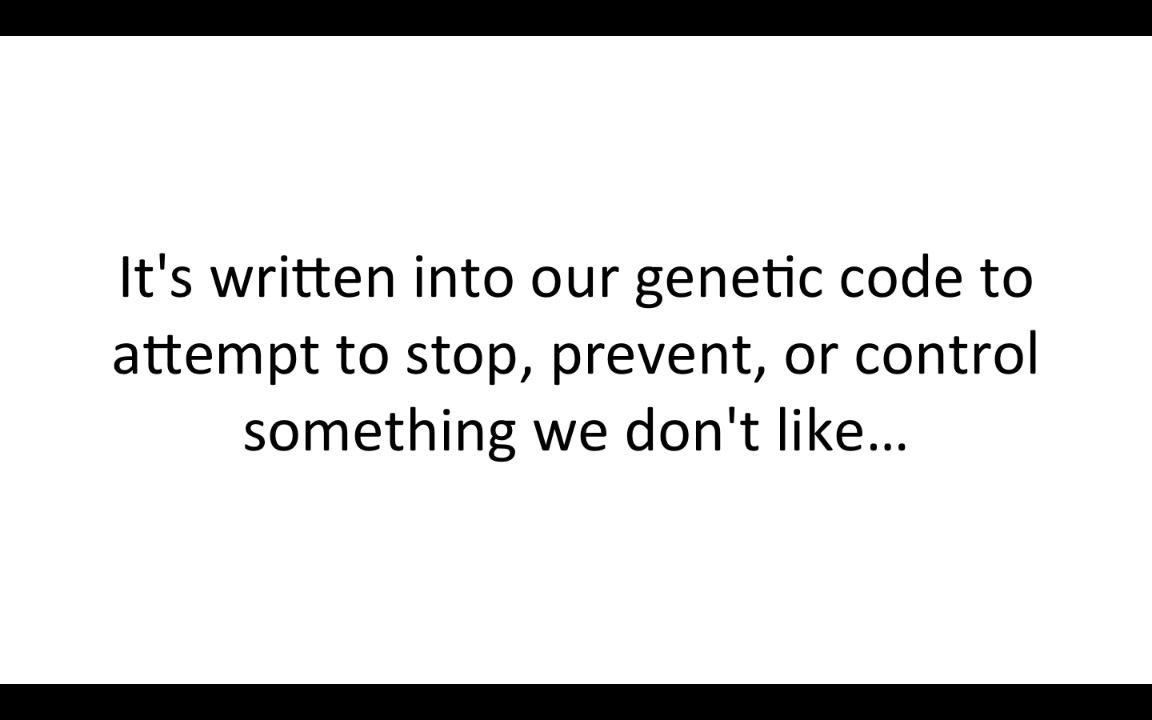 It's written into our genetic code to
attempt to stop, prevent, or control
something we don't like...